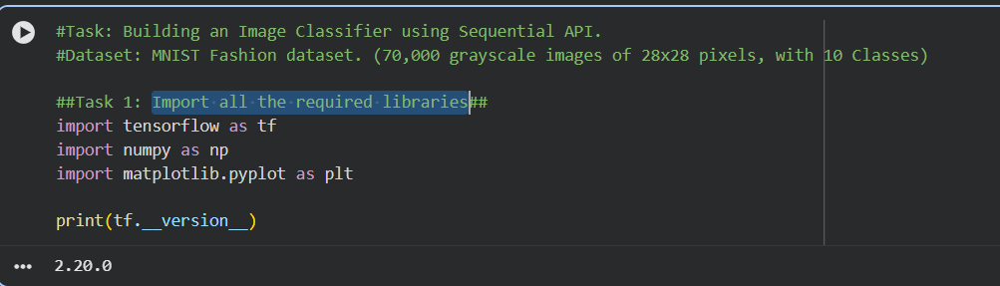 #Task: Building an Image Classifier using Sequential API.
#Dataset: MNIST Fashion dataset. (70,000 grayscale images of 28x28 pixels, with 10 Classes)
##Task 1: Import all the required libraries##
import tensorflow as tf
import numpy as np
import matplotlib.pyplot as plt
print(tf.__version__)
2.20.0